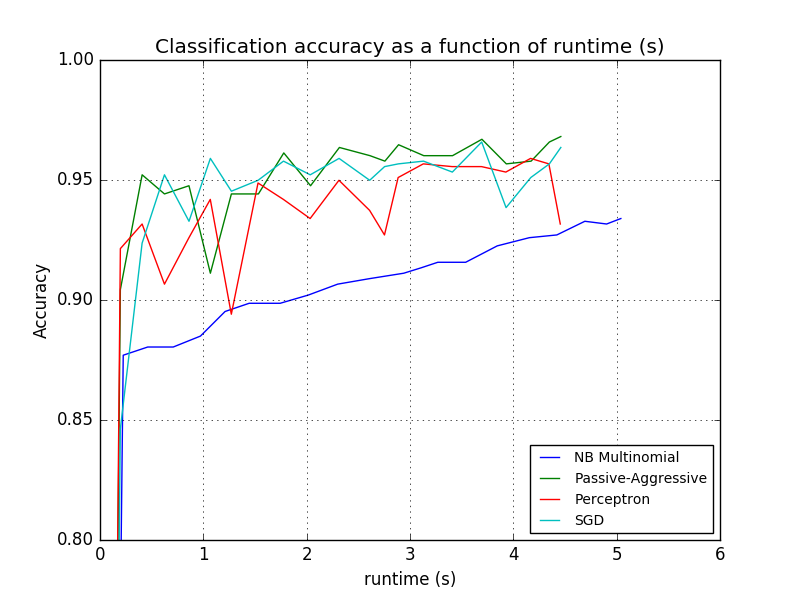 Classification accuracy as a function of runtime (s)
1.00
0.95
0.90
0.85
0.80
Accuracy
0 1 2 3 4 5 6
runtime (s)
NB Multinomial
Passive-Aggressive
Perceptron
SGD